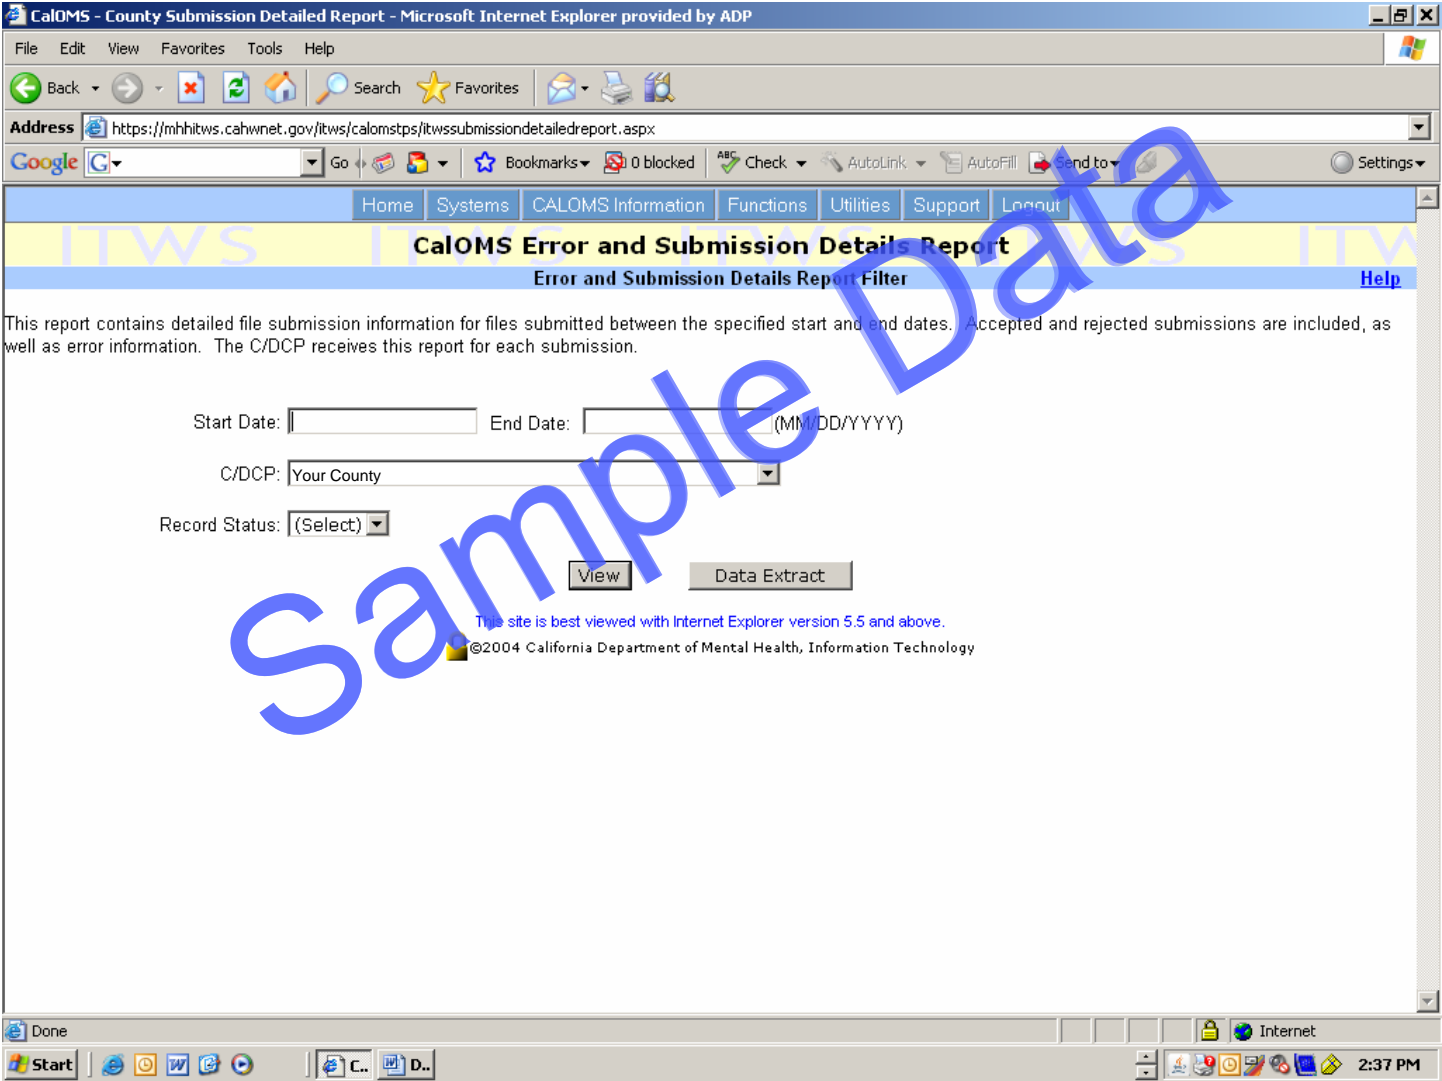 CalOMS - County Submission Detailed Report - Microsoft Internet Explorer provided by ADP
File Edit View Favorites Tools Help
Back Search Favorites
Address https://mhhitws.cahwnet.gov/itws/calomstps/itwssubmissiondetailedreport.aspx
Google G Go Bookmarks 0 blocked ABC Check AutoLink AutoFill Send to Settings
Home Systems CALOMS Information Functions Utilities Support Logout
ITWS ITWS ITWS ITWS ITW
CalOMS Error and Submission Details Report
Error and Submission Details Report Filter Help
This report contains detailed file submission information for files submitted between the specified start and end dates. Accepted and rejected submissions are included, as
well as error information. The C/DCP receives this report for each submission.
Start Date: End Date: (MM/DD/YYYY)
C/DCP: Your County
Record Status: (Select)
View Data Extract
This site is best viewed with Internet Explorer version 5.5 and above.
©2004 California Department of Mental Health, Information Technology
Sample Data
Done Internet
Start C.. D.. 2:37 PM